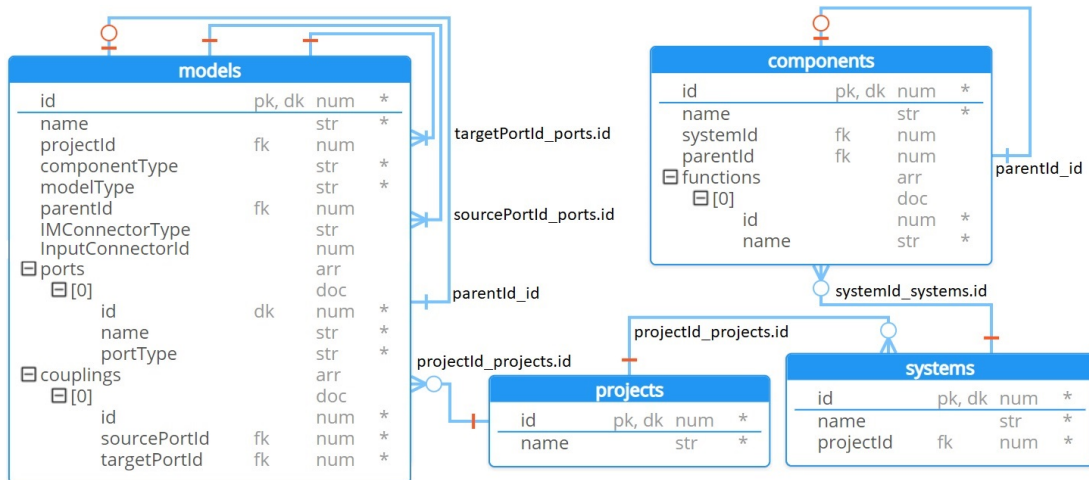 models
id pk, dk num *
name str *
projectId fk num
componentType str *
modelType str *
parentId fk num
IMConnectorType str
InputConnectorId num
ports arr
[0] doc
id dk num *
name str *
portType str *
couplings arr
[0] doc
id num *
sourcePortId fk num *
targetPortId fk num *
targetPortId_ports.id
sourcePortId_ports.id
parentId_id
projectId_projects.id
components
id pk, dk num *
name str *
systemId fk num
parentId fk num
functions arr
[0] doc
id num *
name str *
parentId_id
systemId_systems.id
projectId_projects.id
projects
id pk, dk num *
name str *
systems
id pk, dk num *
name str *
projectId fk num *